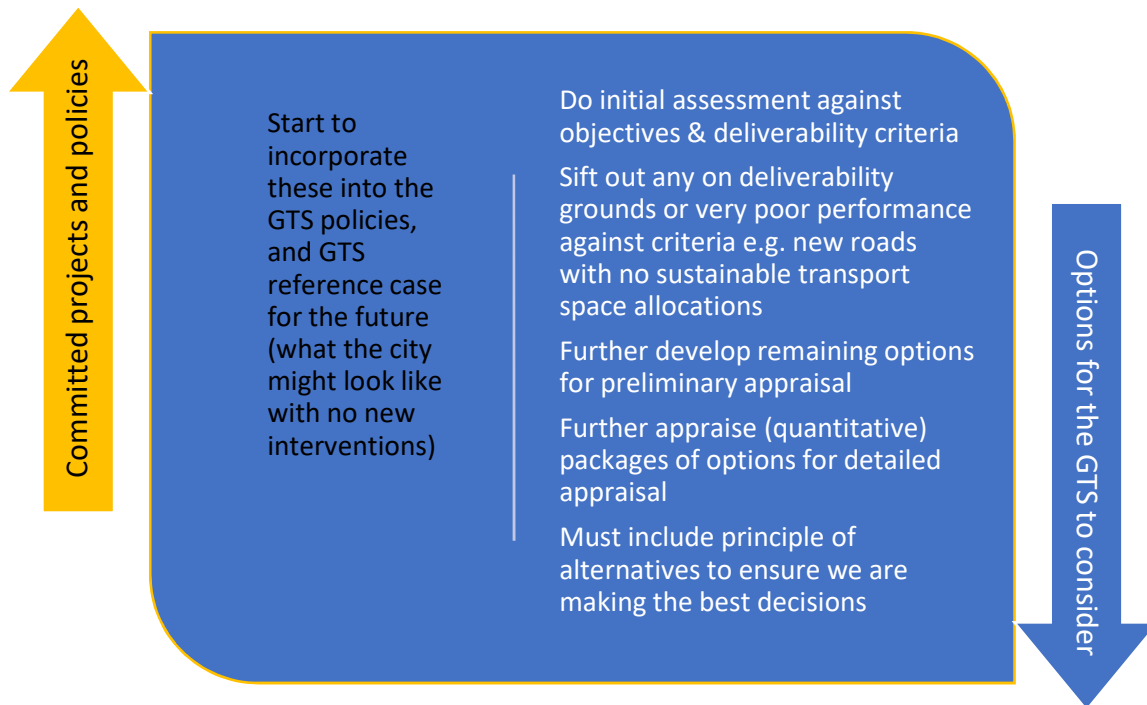 Committed projects and policies
Start to
incorporate
these into the
GTS policies,
and GTS
reference case
for the future
(what the city
might look like
with no new
interventions)
Do initial assessment against
objectives & deliverability criteria
Sift out any on deliverability
grounds or very poor performance
against criteria e.g. new roads
with no sustainable transport
space allocations
Further develop remaining options
for preliminary appraisal
Further appraise (quantitative)
packages of options for detailed
appraisal
Must include principle of
alternatives to ensure we are
making the best decisions
Options for the GTS to consider